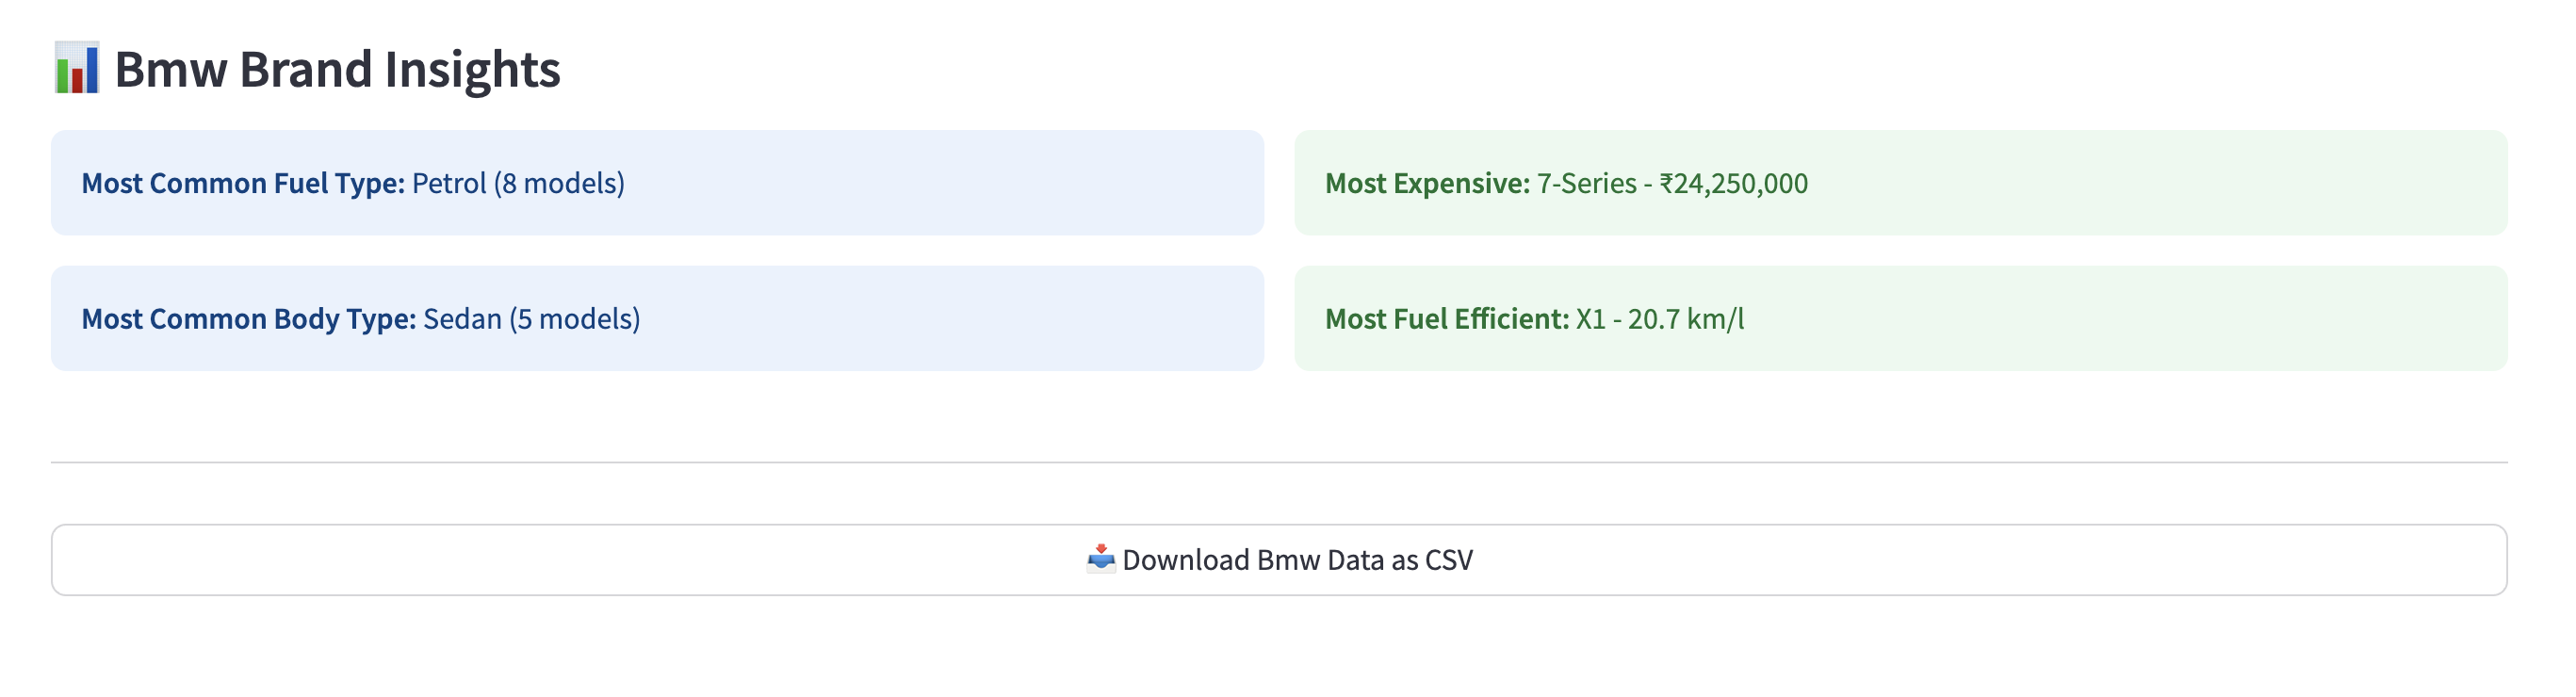 📊 Bmw Brand Insights
Most Common Fuel Type: Petrol (8 models)
Most Expensive: 7-Series - ₹24,250,000
Most Common Body Type: Sedan (5 models)
Most Fuel Efficient: X1 - 20.7 km/l
📥 Download Bmw Data as CSV